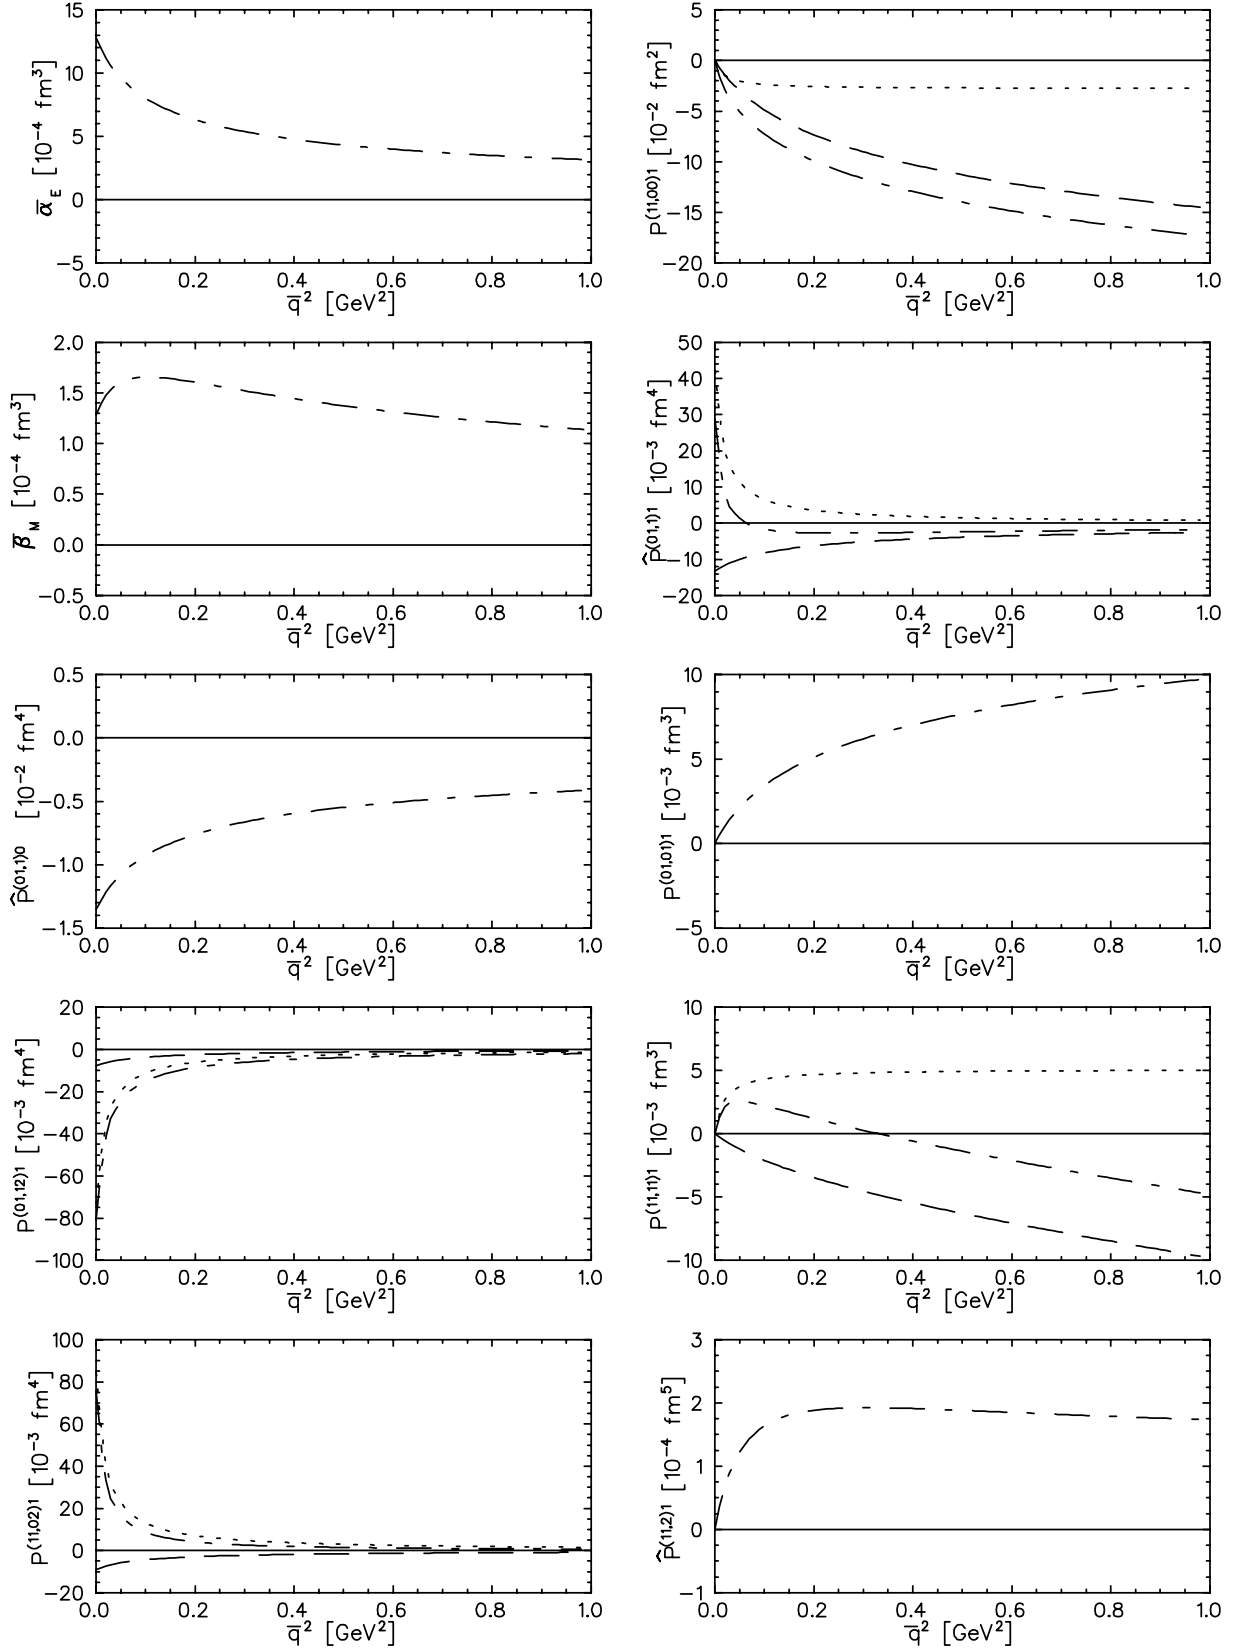 15
10
5
0
−5
ᾱ_E [10⁻⁴ fm³]
0.0 0.2 0.4 0.6 0.8 1.0
q̄² [GeV²]
5
0
−5
−10
−15
−20
P^(11,00)1 [10⁻² fm²]
0.0 0.2 0.4 0.6 0.8 1.0
q̄² [GeV²]
2.0
1.5
1.0
0.5
0.0
−0.5
β̄_M [10⁻⁴ fm³]
0.0 0.2 0.4 0.6 0.8 1.0
q̄² [GeV²]
50
40
30
20
10
0
−10
−20
P̂^(01,1)1 [10⁻³ fm⁴]
0.0 0.2 0.4 0.6 0.8 1.0
q̄² [GeV²]
0.5
0.0
−0.5
−1.0
−1.5
P̂^(01,1)0 [10⁻² fm⁴]
0.0 0.2 0.4 0.6 0.8 1.0
q̄² [GeV²]
10
5
0
−5
P^(01,01)1 [10⁻³ fm³]
0.0 0.2 0.4 0.6 0.8 1.0
q̄² [GeV²]
20
0
−20
−40
−60
−80
−100
P^(01,12)1 [10⁻³ fm⁴]
0.0 0.2 0.4 0.6 0.8 1.0
q̄² [GeV²]
10
5
0
−5
−10
P^(11,11)1 [10⁻³ fm³]
0.0 0.2 0.4 0.6 0.8 1.0
q̄² [GeV²]
100
80
60
40
20
0
−20
P^(11,02)1 [10⁻³ fm⁴]
0.0 0.2 0.4 0.6 0.8 1.0
q̄² [GeV²]
3
2
1
0
−1
P̂^(11,2)1 [10⁻⁴ fm⁵]
0.0 0.2 0.4 0.6 0.8 1.0
q̄² [GeV²]